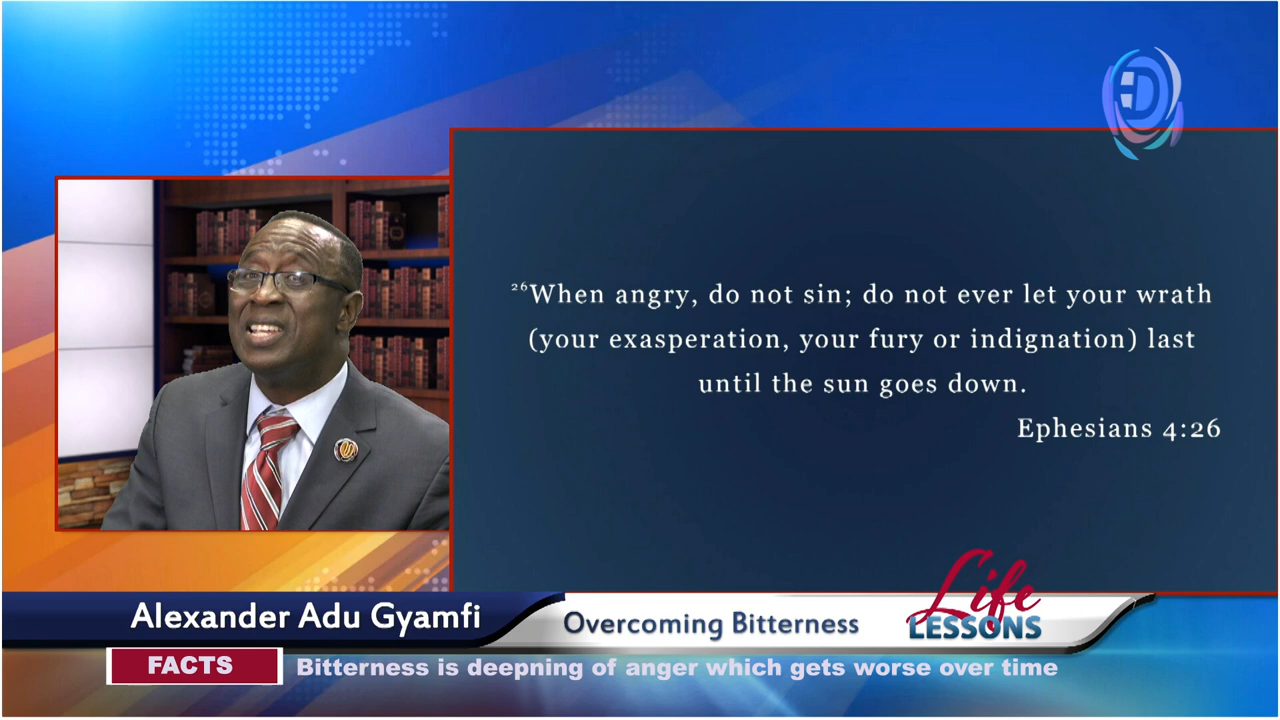 26When angry, do not sin; do not ever let your wrath
(your exasperation, your fury or indignation) last
until the sun goes down.
Ephesians 4:26
Alexander Adu Gyamfi
Overcoming Bitterness
Life
LESSONS
FACTS
Bitterness is deepning of anger which gets worse over time